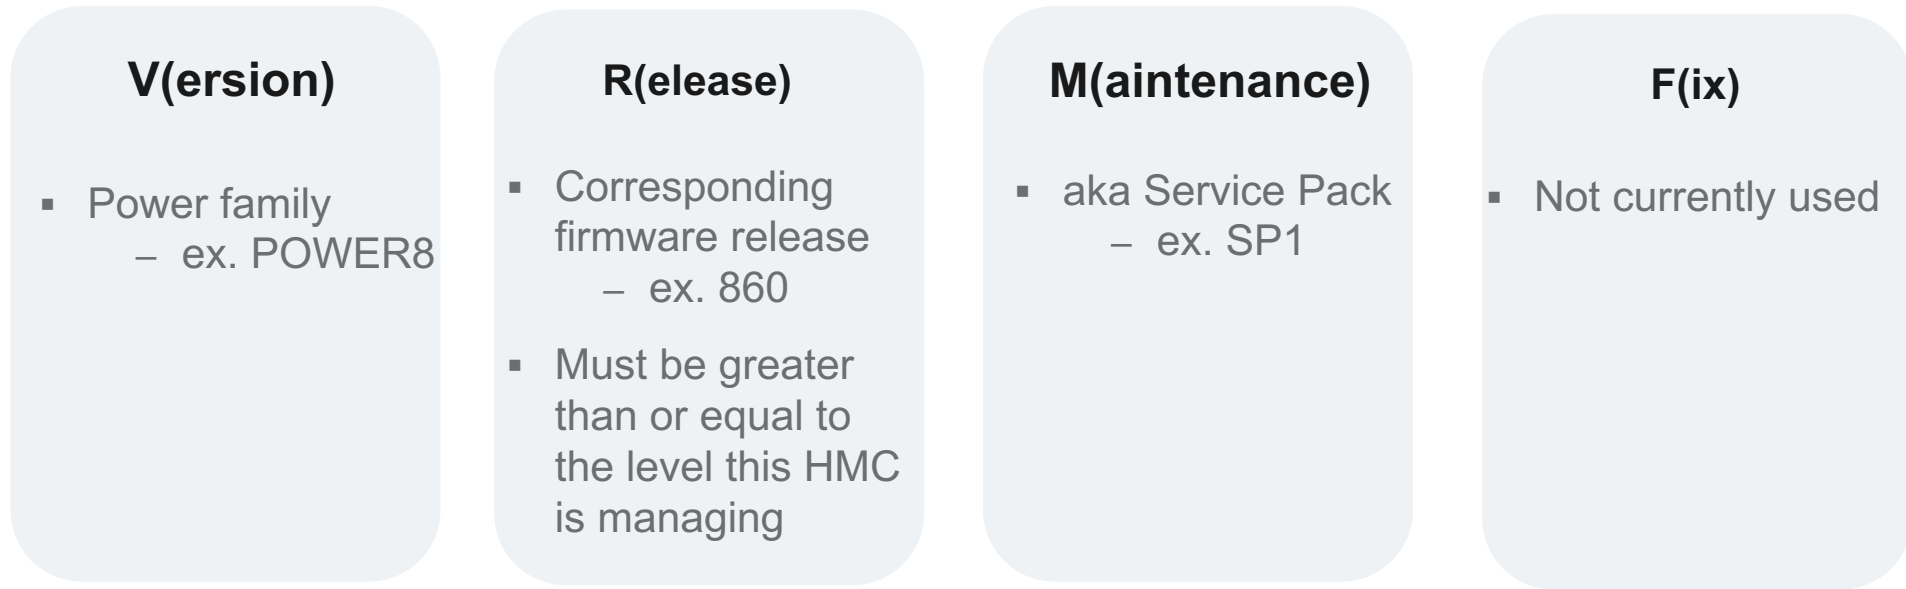 V(ersion)
▪ Power family
– ex. POWER8
R(elease)
▪ Corresponding
firmware release
– ex. 860
▪ Must be greater
than or equal to
the level this HMC
is managing
M(aintenance)
▪ aka Service Pack
– ex. SP1
F(ix)
▪ Not currently used